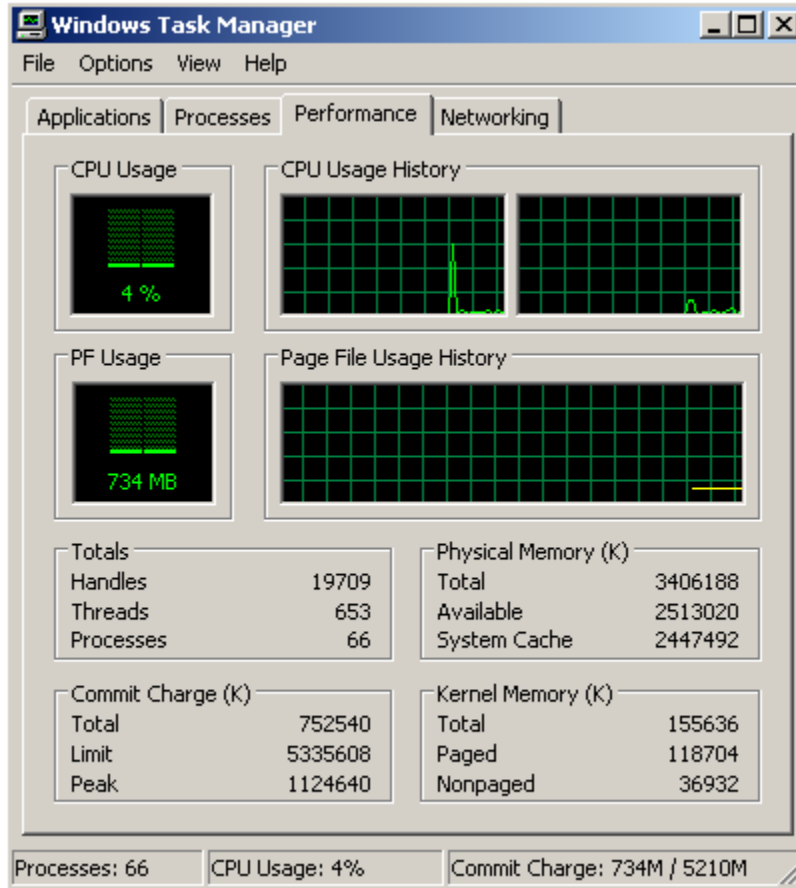 Windows Task Manager
File Options View Help
Applications Processes Performance Networking
CPU Usage CPU Usage History
4 %
PF Usage Page File Usage History
734 MB
Totals
Handles 19709
Threads 653
Processes 66
Physical Memory (K)
Total 3406188
Available 2513020
System Cache 2447492
Commit Charge (K)
Total 752540
Limit 5335608
Peak 1124640
Kernel Memory (K)
Total 155636
Paged 118704
Nonpaged 36932
Processes: 66 CPU Usage: 4% Commit Charge: 734M / 5210M